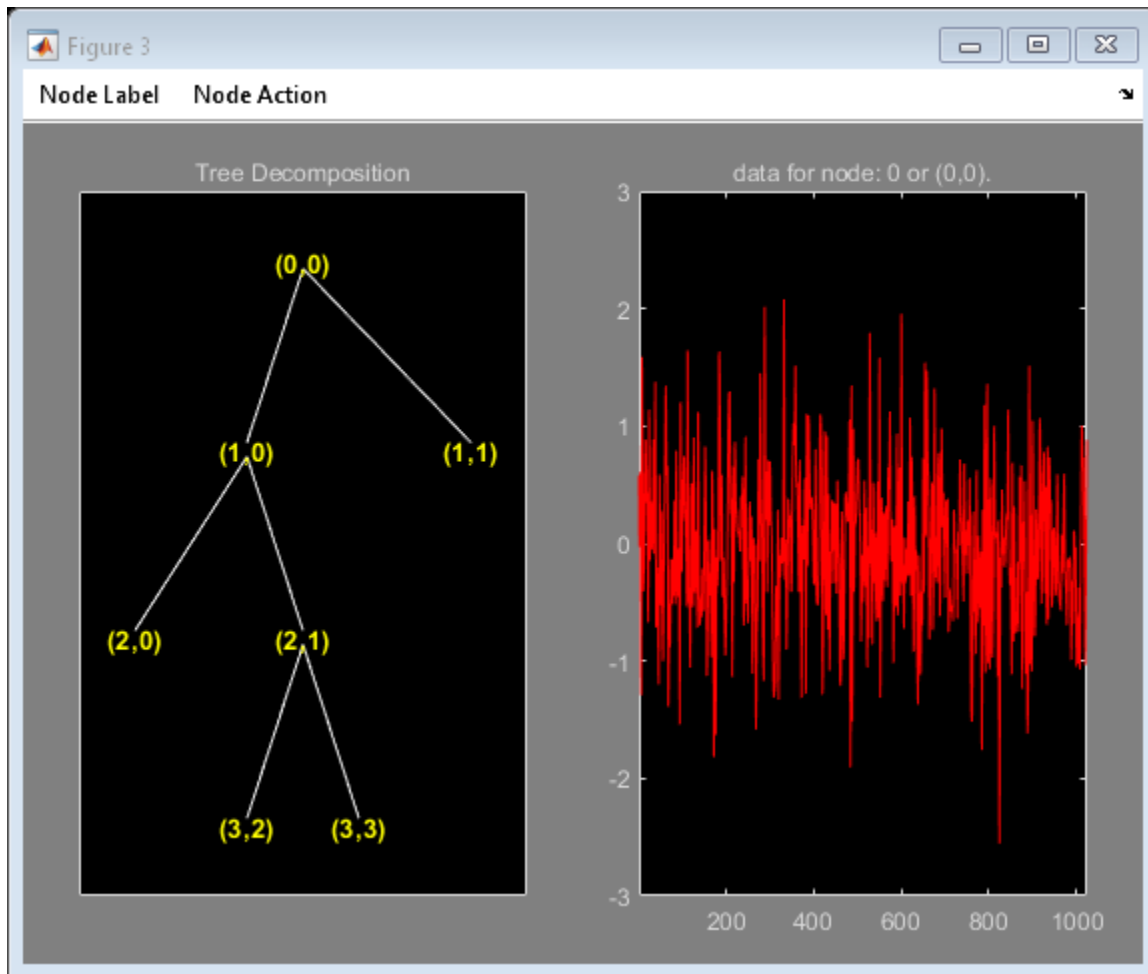 Figure 3
Node Label Node Action
Tree Decomposition
(0,0)
(1,0) (1,1)
(2,0) (2,1)
(3,2) (3,3)
data for node: 0 or (0,0).
3
2
1
0
-1
-2
-3
200 400 600 800 1000